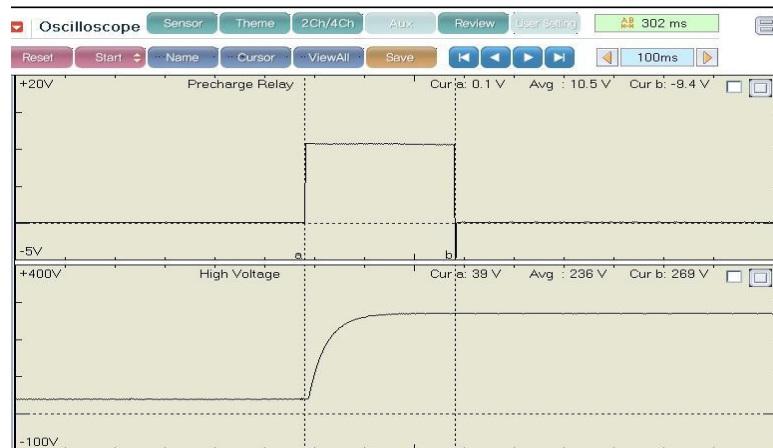 Oscilloscope Sensor Theme 2Ch/4Ch Aux Review User Setting A B H-H 302 ms
Reset Start Name Cursor ViewAll Save 100ms
+20V Precharge Relay Cur a: 0.1 V Avg : 10.5 V Cur b: -9.4 V
-5V a b
+400V High Voltage Cur a: 39 V Avg : 236 V Cur b: 269 V
-100V